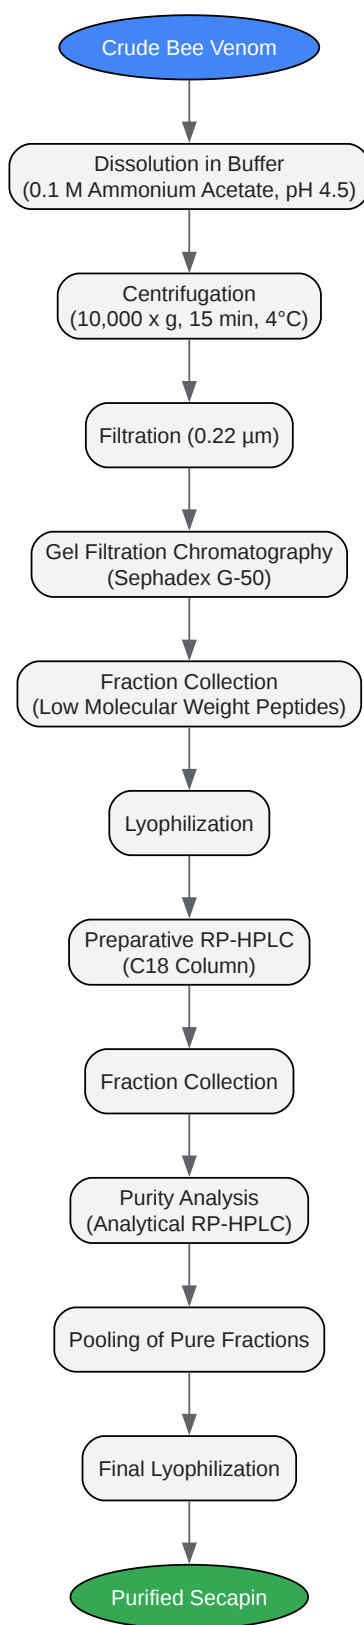 Crude Bee Venom
Dissolution in Buffer
(0.1 M Ammonium Acetate, pH 4.5)
Centrifugation
(10,000 x g, 15 min, 4°C)
Filtration (0.22 µm)
Gel Filtration Chromatography
(Sephadex G-50)
Fraction Collection
(Low Molecular Weight Peptides)
Lyophilization
Preparative RP-HPLC
(C18 Column)
Fraction Collection
Purity Analysis
(Analytical RP-HPLC)
Pooling of Pure Fractions
Final Lyophilization
Purified Secapin